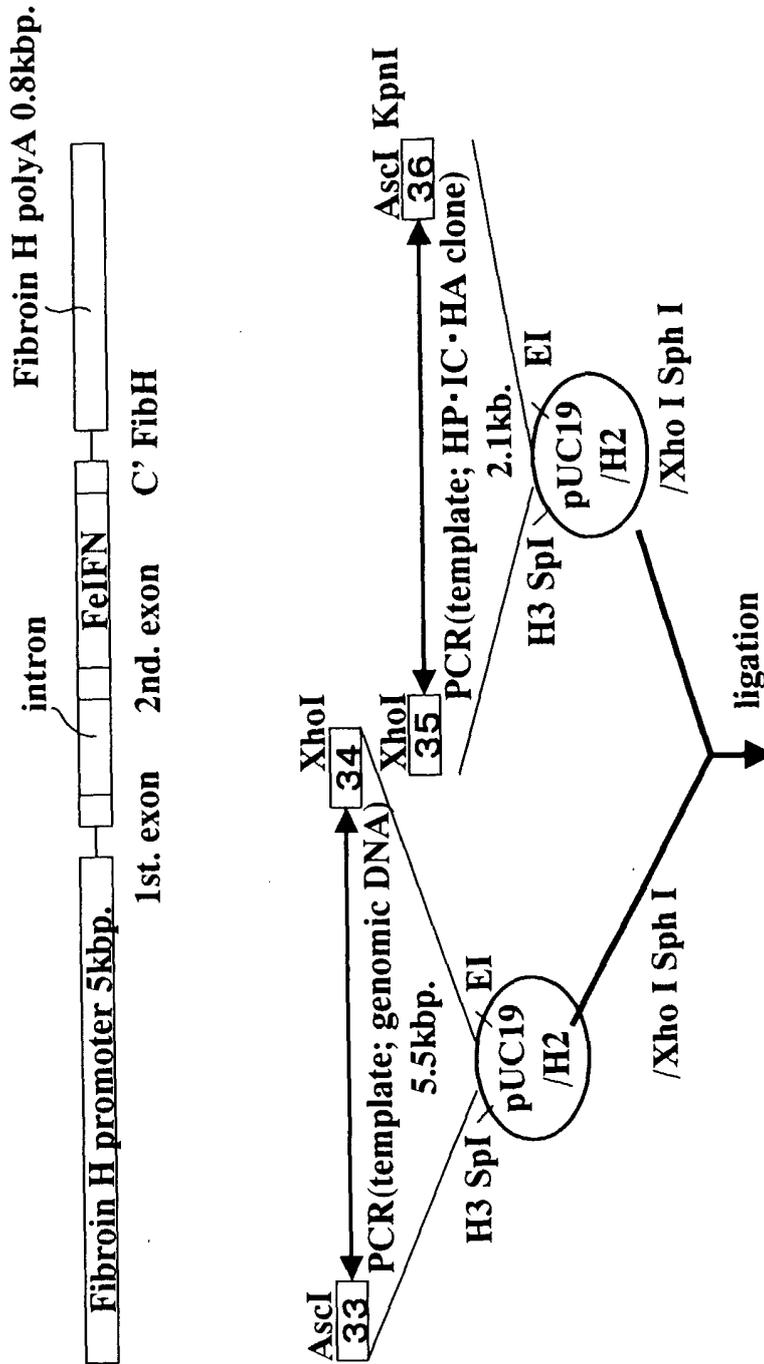 Fibroin H polyA 0.8kbp.
intron
Fibroin H promoter 5kbp.
FeIFN
1st. exon
2nd. exon
C' FibH
AscI
33
XhoI
34
PCR(template; genomic DNA)
5.5kbp.
H3 SpI
EI
pUC19
/H2
/Xho I Sph I
XhoI
35
AscI KpnI
36
PCR(template; HP·IC·HA clone)
2.1kb.
H3 SpI
EI
pUC19
/H2
/Xho I Sph I
ligation